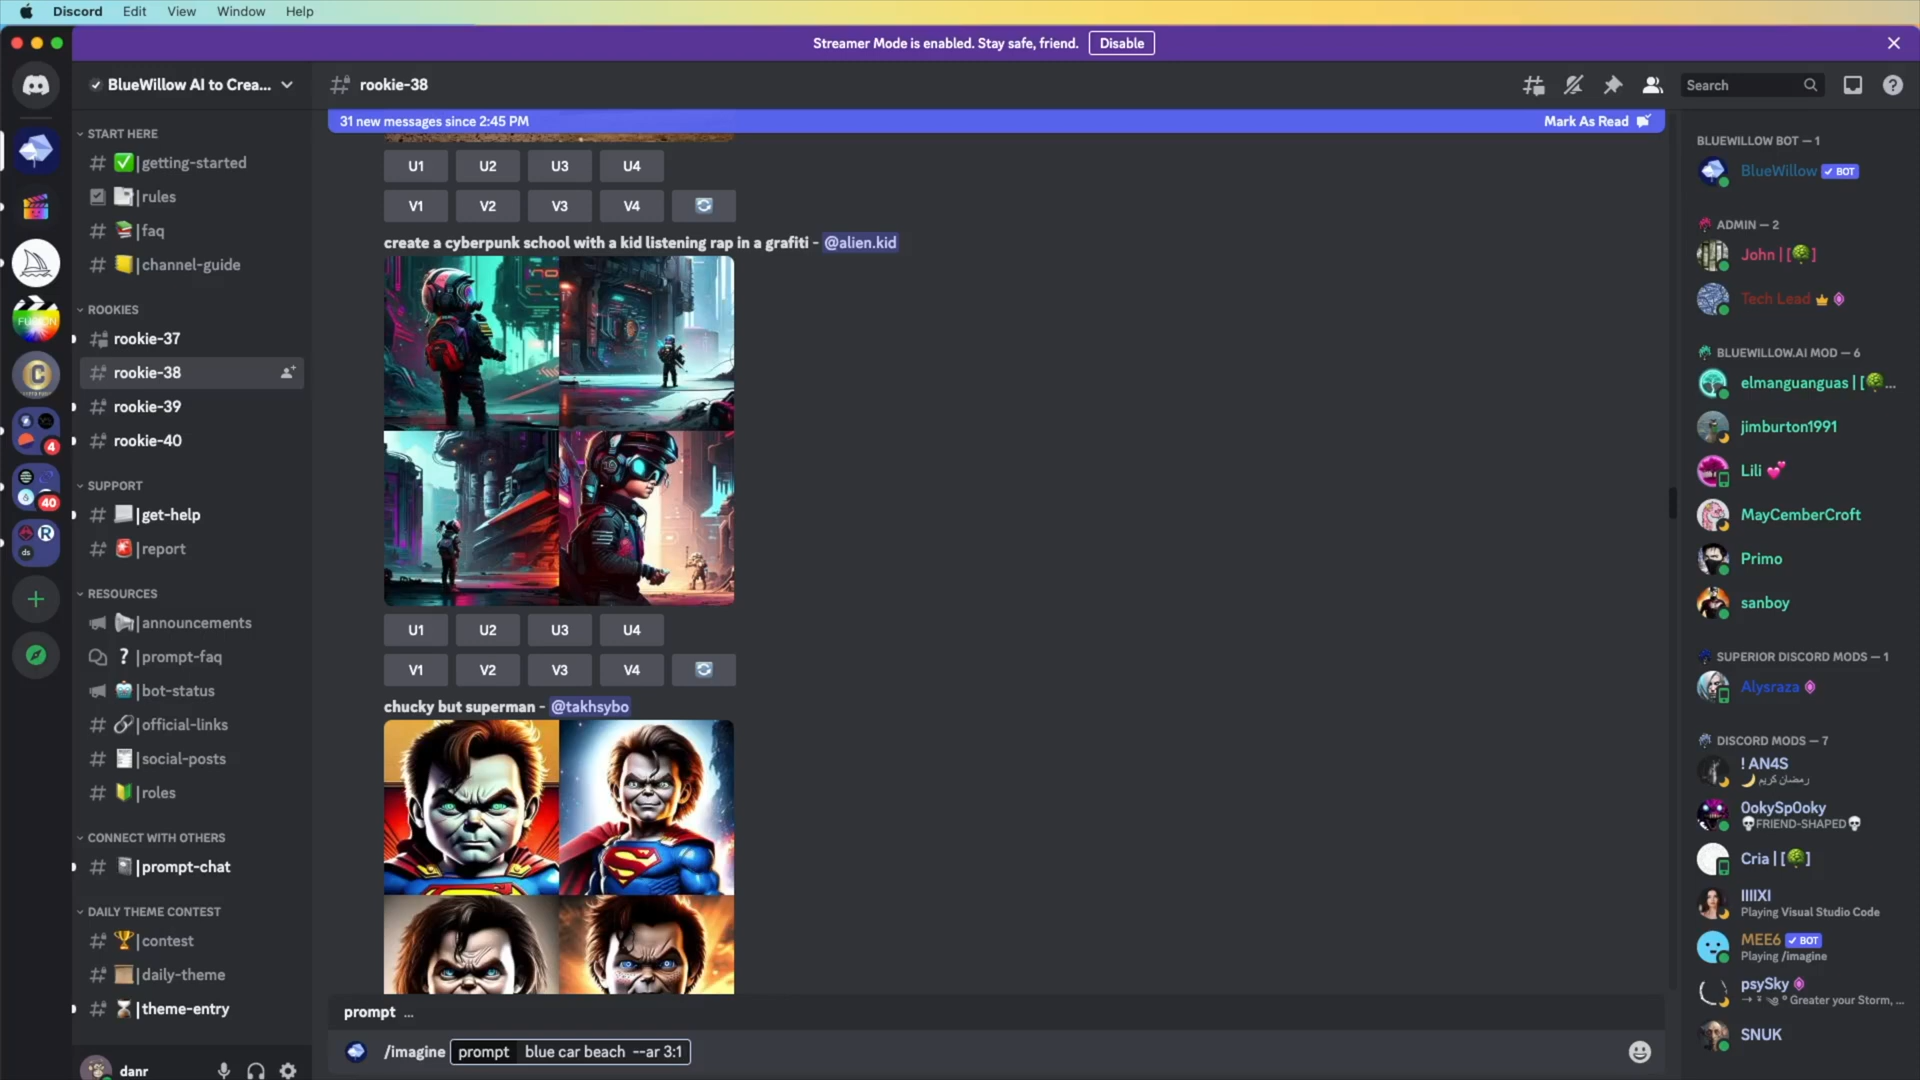 Discord Edit View Window Help
Streamer Mode is enabled. Stay safe, friend. Disable
BlueWillow AI to Crea...
START HERE
✅|getting-started
|rules
|faq
|channel-guide
ROOKIES
rookie-37
rookie-38
rookie-39
rookie-40
SUPPORT
|get-help
|report
RESOURCES
|announcements
?|prompt-faq
|bot-status
|official-links
|social-posts
|roles
CONNECT WITH OTHERS
|prompt-chat
DAILY THEME CONTEST
|contest
|daily-theme
|theme-entry
danr
4
40
FUSION
C
R
ds
rookie-38
Search
31 new messages since 2:45 PM
Mark As Read
U1 U2 U3 U4
V1 V2 V3 V4
create a cyberpunk school with a kid listening rap in a grafiti - @alien.kid
U1 U2 U3 U4
V1 V2 V3 V4
chucky but superman - @takhsybo
prompt ...
/imagine prompt blue car beach --ar 3:1
BLUEWILLOW BOT — 1
BlueWillow ✓ BOT
ADMIN — 2
John | [🌳]
Tech Lead
BLUEWILLOW.AI MOD — 6
elmanguanguas | [🌳...
jimburton1991
Lili 💕
MayCemberCroft
Primo
sanboy
SUPERIOR DISCORD MODS — 1
Alysraza
DISCORD MODS — 7
! AN4S
رمضان كريم 🌙
0okySp0oky
💀FRIEND-SHAPED💀
Cria | [🌳]
IIIIXI
Playing Visual Studio Code
MEE6 ✓ BOT
Playing /imagine
psySky
° Greater your Storm, ...
SNUK